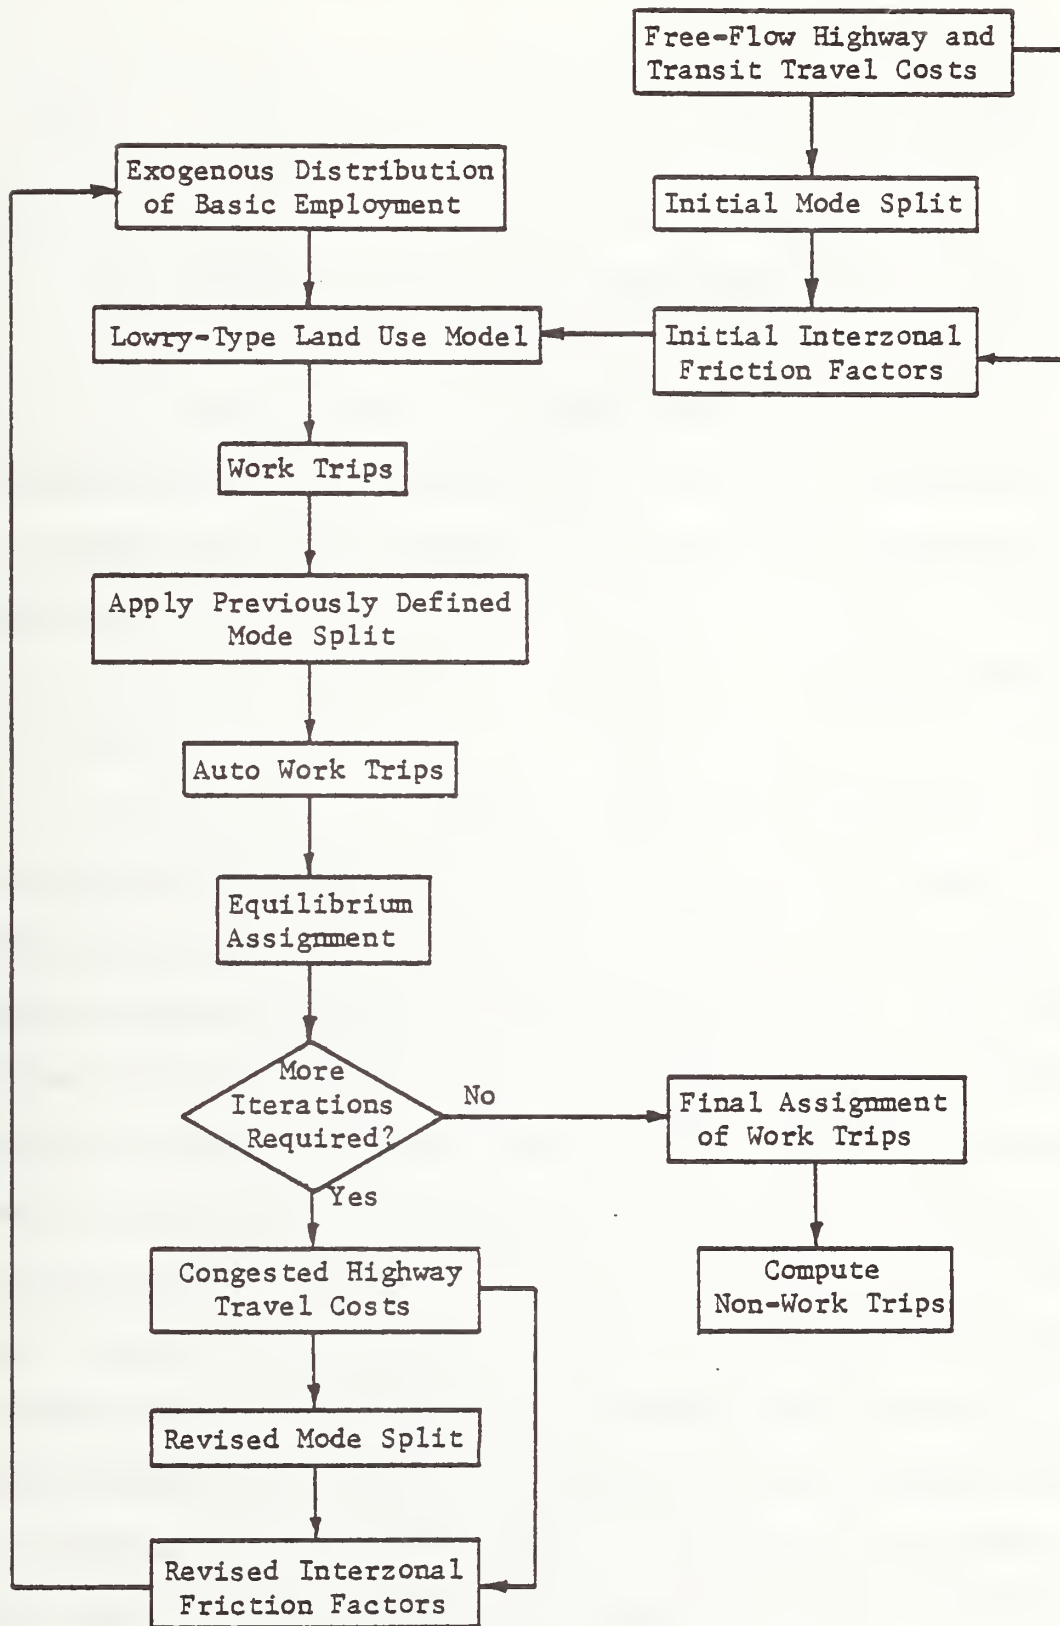 Free-Flow Highway and
Transit Travel Costs
Exogenous Distribution
of Basic Employment
Initial Mode Split
Lowry-Type Land Use Model
Initial Interzonal
Friction Factors
Work Trips
Apply Previously Defined
Mode Split
Auto Work Trips
Equilibrium
Assignment
More
Iterations
Required?
No
Yes
Final Assignment
of Work Trips
Compute
Non-Work Trips
Congested Highway
Travel Costs
Revised Mode Split
Revised Interzonal
Friction Factors